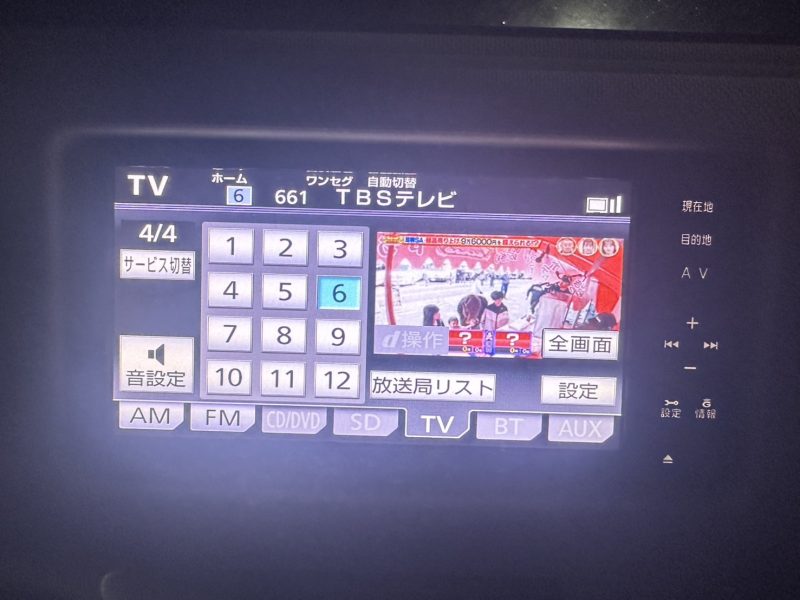 TV
ホーム
ワンセグ 自動切替
6 661 TBSテレビ
4/4
サービス切替
1 2 3
4 5 6
7 8 9
10 11 12
音設定
d操作
? ?
全画面
放送局リスト
設定
AM FM CD/DVD SD TV BT AUX
現在地
目的地
AV
+
−
設定 情報